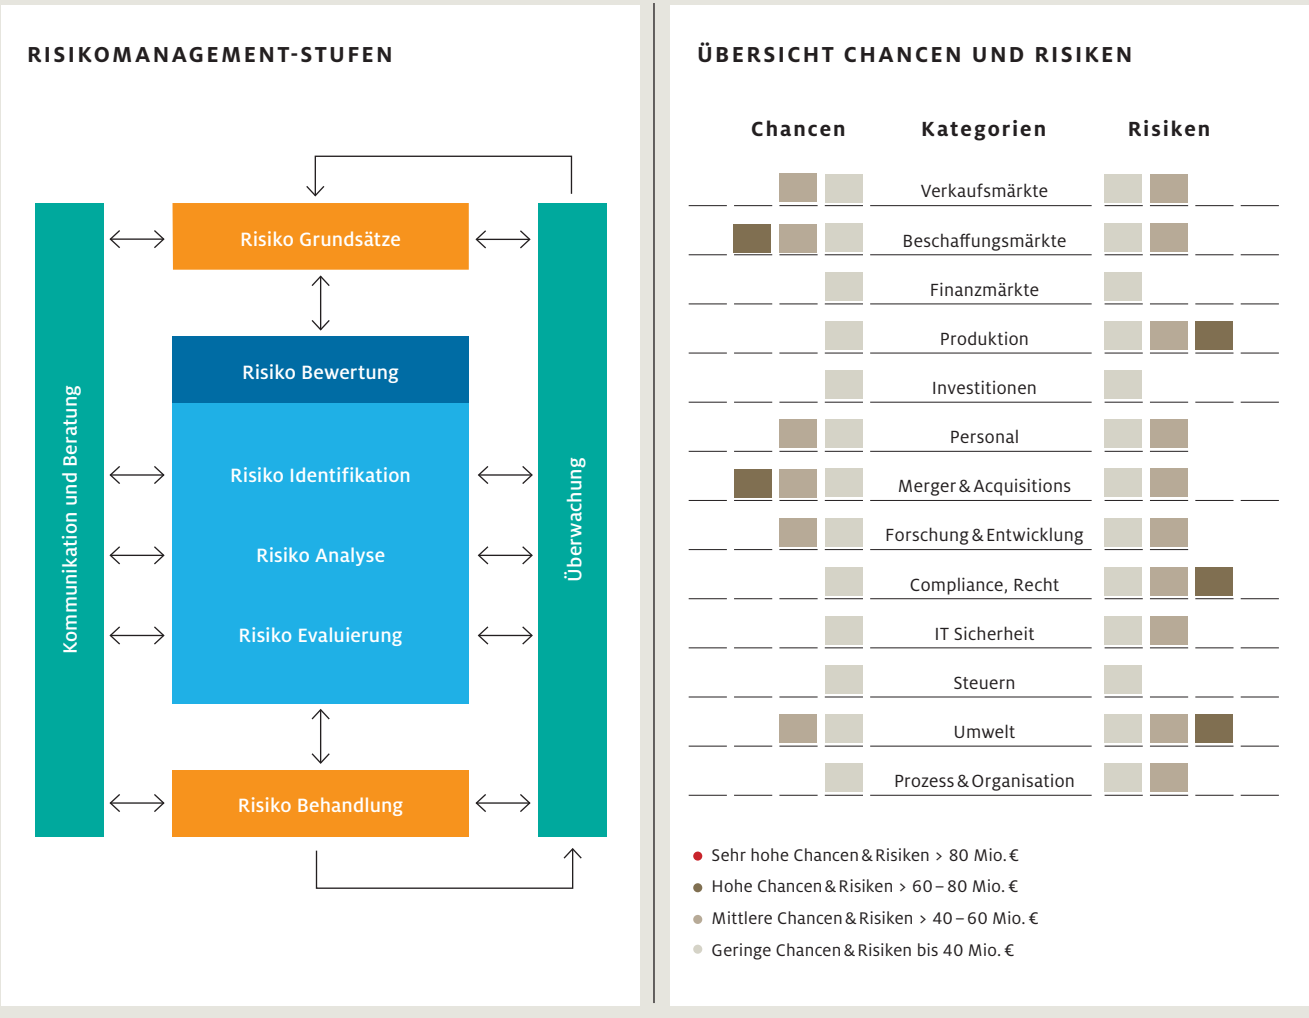 RISIKOMANAGEMENT-STUFEN
Kommunikation und Beratung
Risiko Grundsätze
Risiko Bewertung
Risiko Identifikation
Risiko Analyse
Risiko Evaluierung
Risiko Behandlung
Überwachung
ÜBERSICHT CHANCEN UND RISIKEN
Chancen Kategorien Risiken
Verkaufsmärkte
Beschaffungsmärkte
Finanzmärkte
Produktion
Investitionen
Personal
Merger & Acquisitions
Forschung & Entwicklung
Compliance, Recht
IT Sicherheit
Steuern
Umwelt
Prozess & Organisation
Sehr hohe Chancen & Risiken > 80 Mio. €
Hohe Chancen & Risiken > 60 – 80 Mio. €
Mittlere Chancen & Risiken > 40 – 60 Mio. €
Geringe Chancen & Risiken bis 40 Mio. €